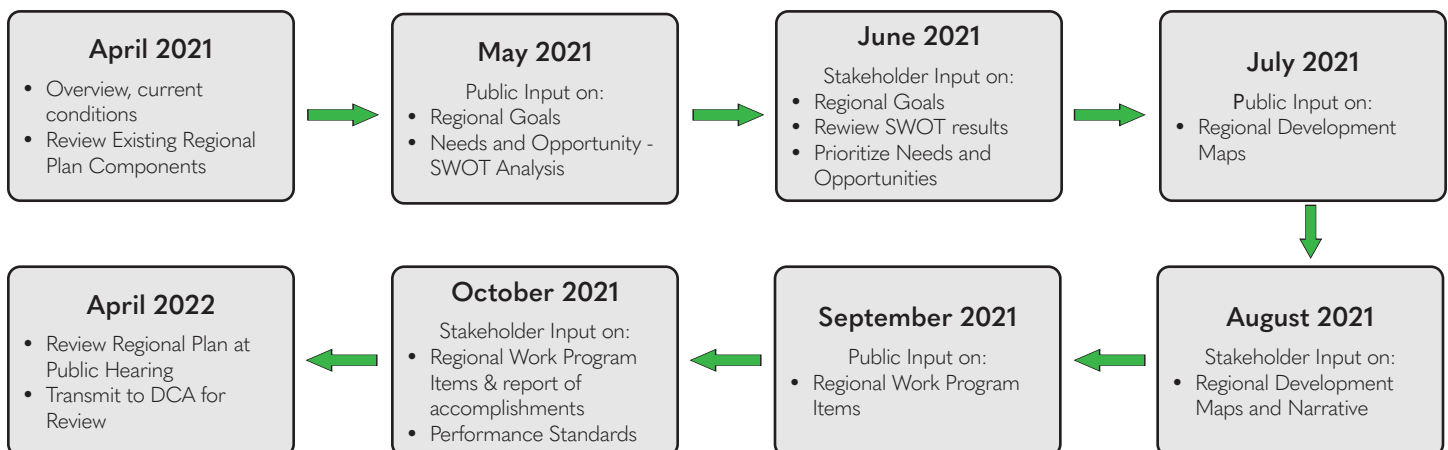 April 2021
• Overview, current
conditions
• Review Existing Regional
Plan Components
May 2021
Public Input on:
• Regional Goals
• Needs and Opportunity -
SWOT Analysis
June 2021
Stakeholder Input on:
• Regional Goals
• Rewiew SWOT results
• Prioritize Needs and
Opportunities
July 2021
Public Input on:
• Regional Development
Maps
August 2021
Stakeholder Input on:
• Regional Development
Maps and Narrative
September 2021
Public Input on:
• Regional Work Program
Items
October 2021
Stakeholder Input on:
• Regional Work Program
Items & report of
accomplishments
• Performance Standards
April 2022
• Review Regional Plan at
Public Hearing
• Transmit to DCA for
Review